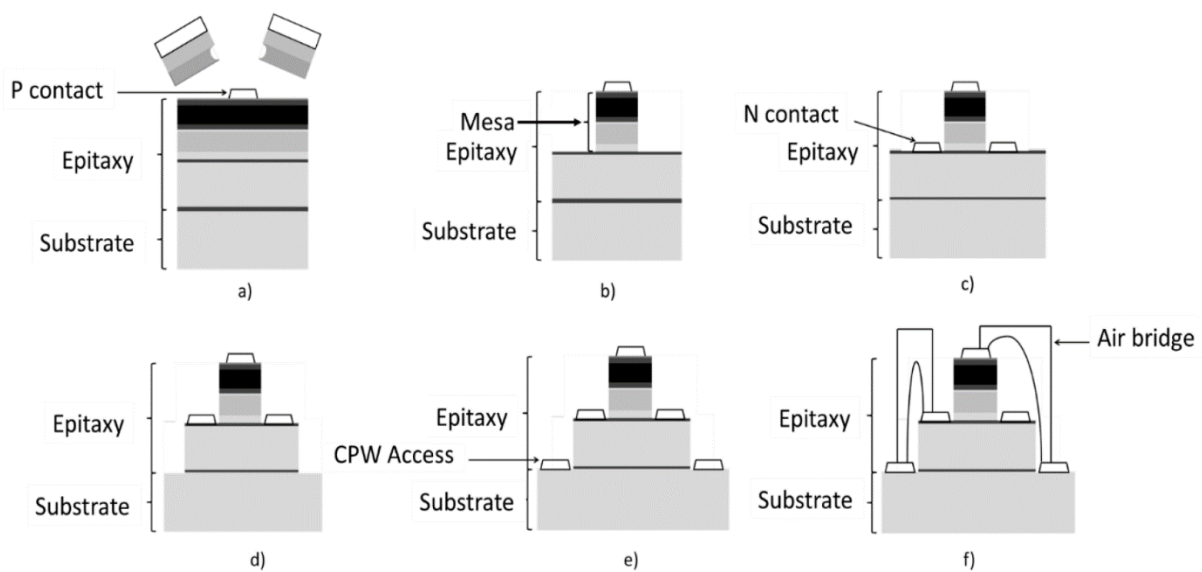 P contact
Epitaxy
Substrate
a)
Mesa
Epitaxy
Substrate
b)
N contact
Epitaxy
Substrate
c)
Epitaxy
Substrate
d)
Epitaxy
CPW Access
Substrate
e)
Air bridge
Epitaxy
Substrate
f)